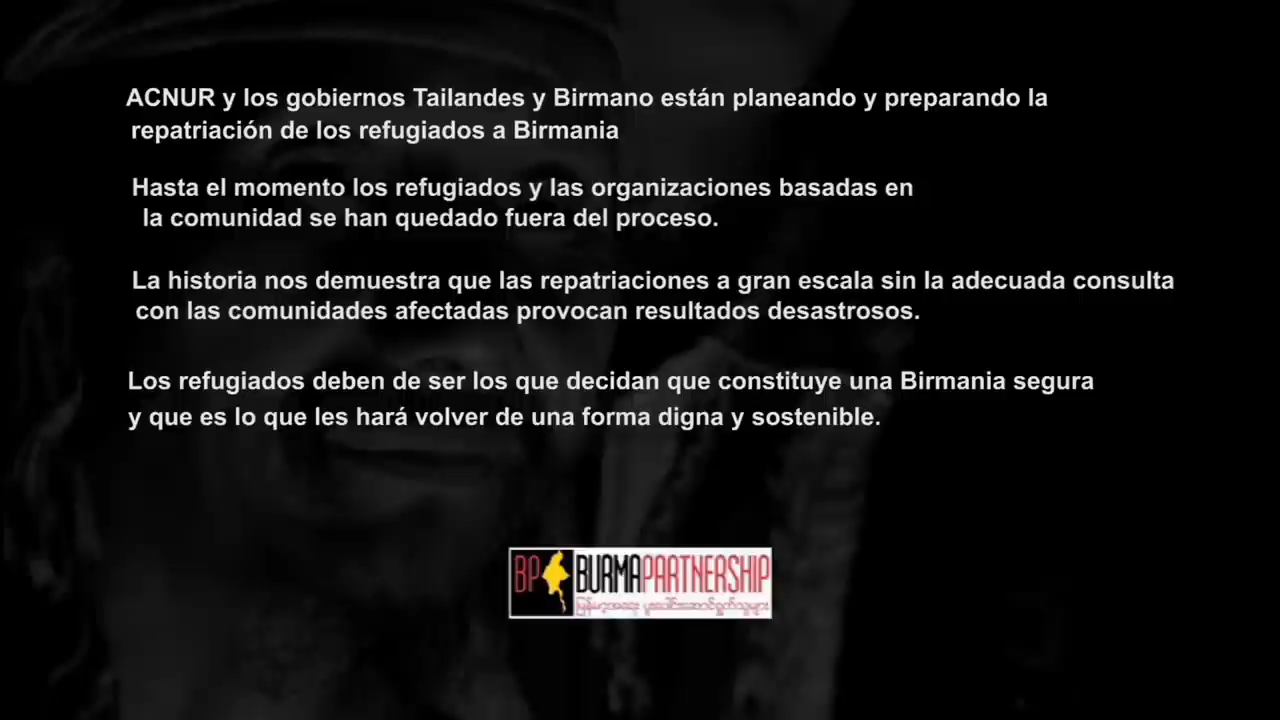 ACNUR y los gobiernos Tailandes y Birmano están planeando y preparando la
repatriación de los refugiados a Birmania
Hasta el momento los refugiados y las organizaciones basadas en
la comunidad se han quedado fuera del proceso.
La historia nos demuestra que las repatriaciones a gran escala sin la adecuada consulta
con las comunidades afectadas provocan resultados desastrosos.
Los refugiados deben de ser los que decidan que constituye una Birmania segura
y que es lo que les hará volver de una forma digna y sostenible.
BP BURMAPARTNERSHIP